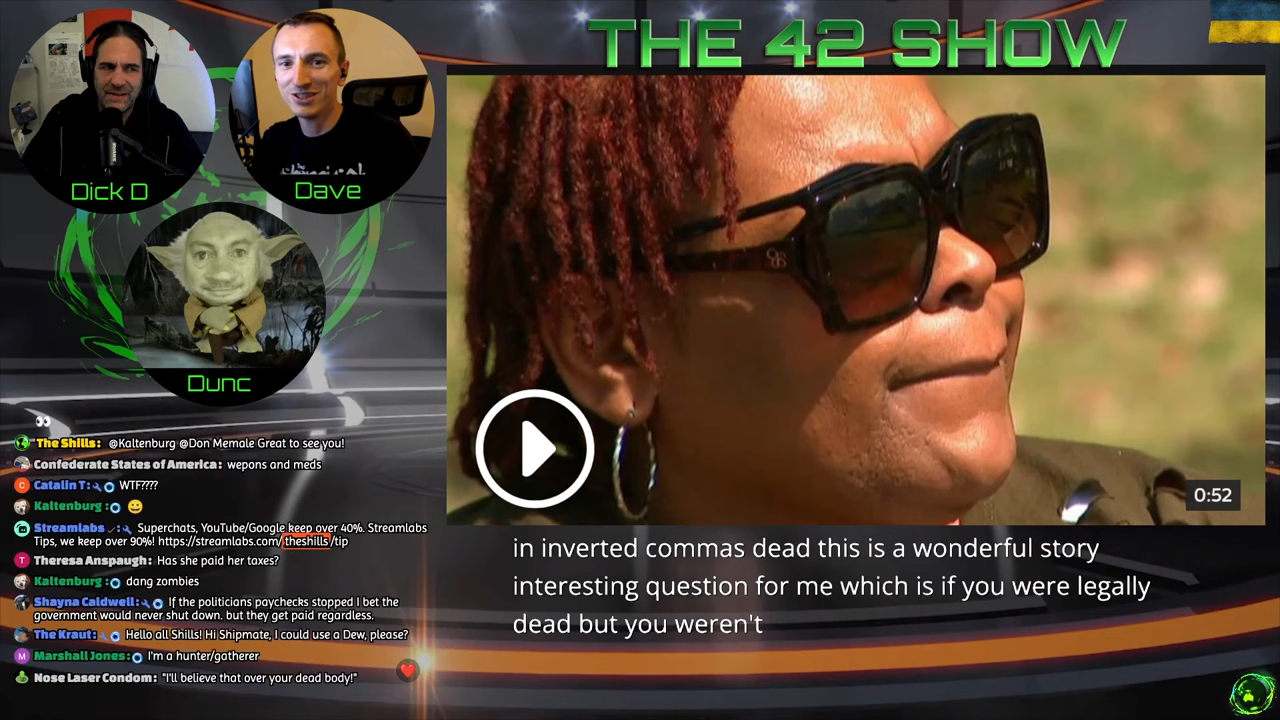 THE 42 SHOW
Dick D
Dave
Dunc
The Shills: @Kaltenburg @Don Memale Great to see you!
Confederate States of America: wepons and meds
Catalin T: WTF????
Kaltenburg : 😀
Streamlabs : Superchats, YouTube/Google keep over 40%. Streamlabs
Tips, we keep over 90%! https://streamlabs.com/theshills/tip
Theresa Anspaugh: Has she paid her taxes?
Kaltenburg : dang zombies
Shayna Caldwell: If the politicians paychecks stopped I bet the
government would never shut down. but they get paid regardless.
The Kraut: Hello all Shills! Hi Shipmate, I could use a Dew, please?
Marshall Jones: I'm a hunter/gatherer
Nose Laser Condom: "I'll believe that over your dead body!"
0:52
in inverted commas dead this is a wonderful story
interesting question for me which is if you were legally
dead but you weren't